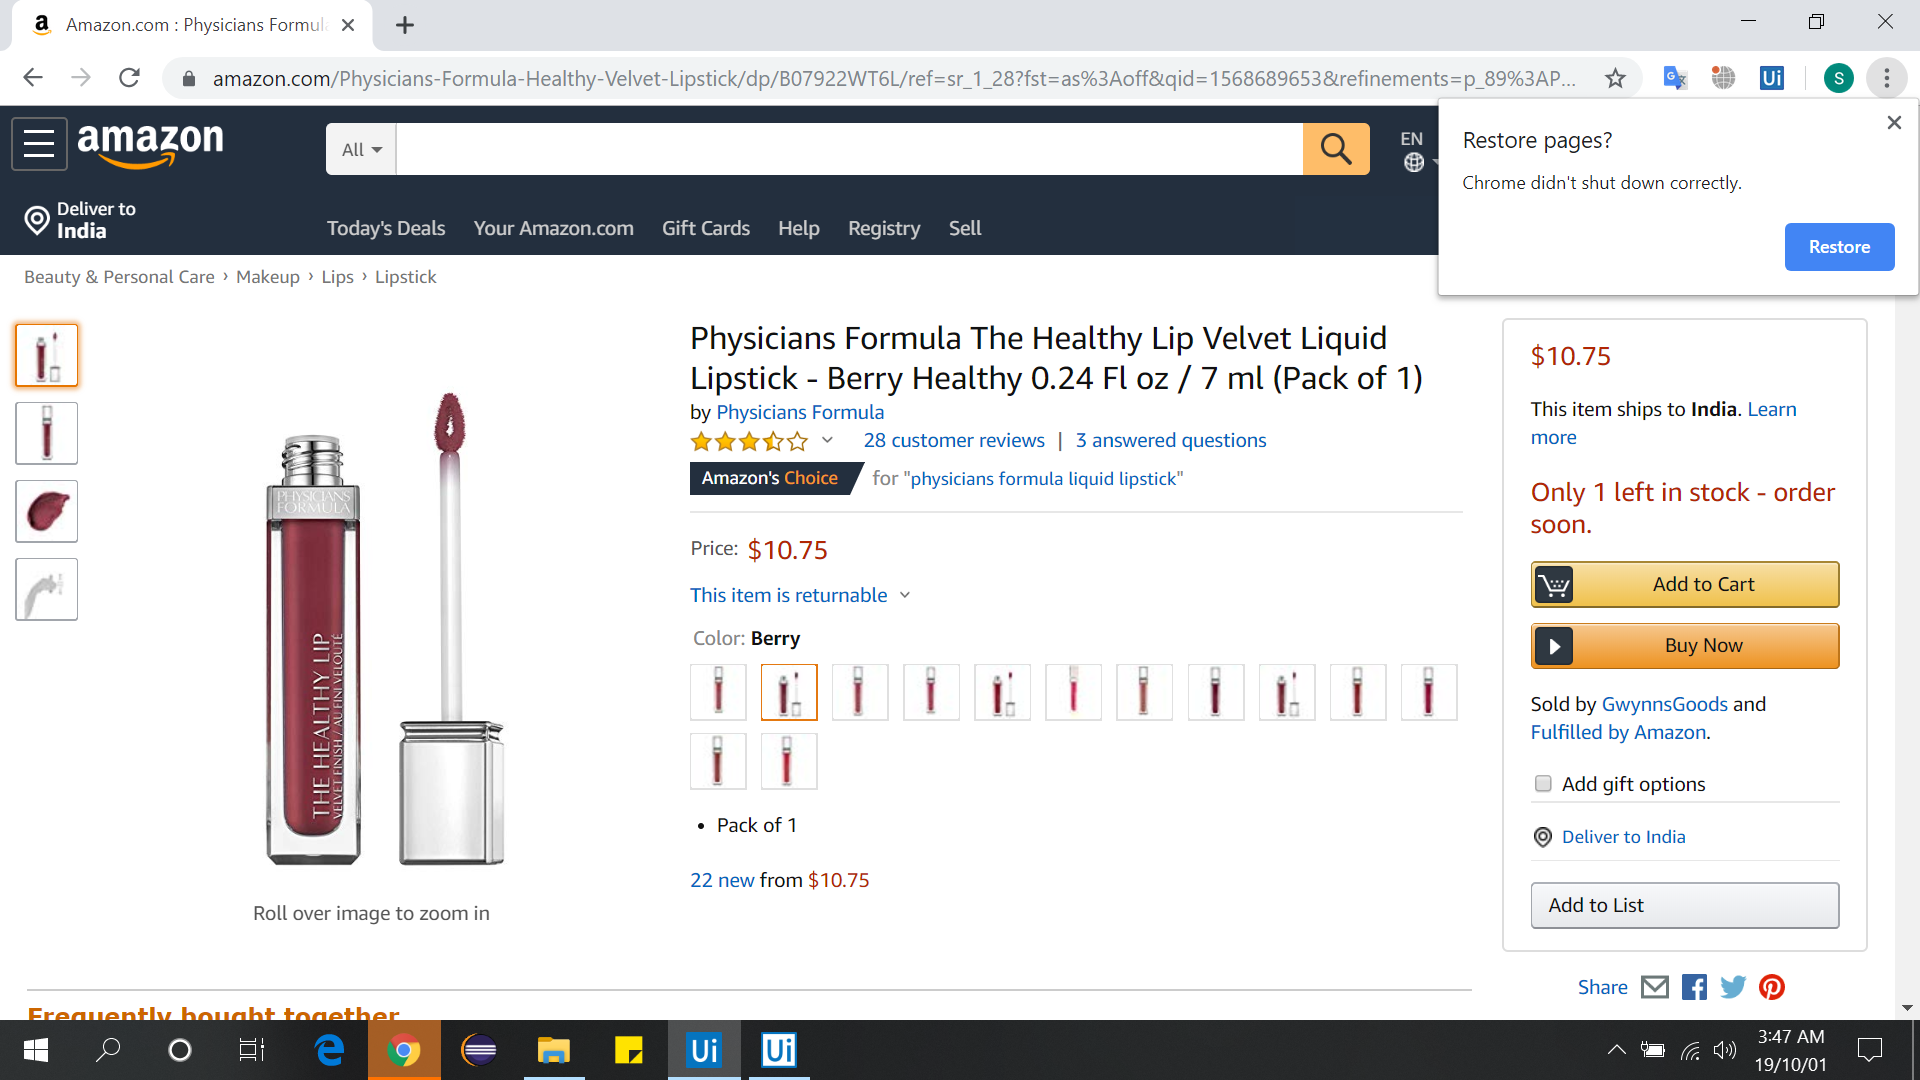 Amazon.com : Physicians Formul
amazon.com/Physicians-Formula-Healthy-Velvet-Lipstick/dp/B07922WT6L/ref=sr_1_28?fst=as%3Aoff&qid=1568689653&refinements=p_89%3AP...
S
Ui
Restore pages?
Chrome didn't shut down correctly.
Restore
amazon
All
EN
Deliver to
India
Today's Deals Your Amazon.com Gift Cards Help Registry Sell
Beauty & Personal Care › Makeup › Lips › Lipstick
PHYSICIANS
FORMULA
THE HEALTHY LIP
VELVET FINISH / AU FINI VELOUTÉ
Roll over image to zoom in
Physicians Formula The Healthy Lip Velvet Liquid
Lipstick - Berry Healthy 0.24 Fl oz / 7 ml (Pack of 1)
by Physicians Formula
28 customer reviews | 3 answered questions
Amazon's Choice for "physicians formula liquid lipstick"
Price: $10.75
This item is returnable
Color: Berry
• Pack of 1
22 new from $10.75
$10.75
This item ships to India. Learn
more
Only 1 left in stock - order
soon.
Add to Cart
Buy Now
Sold by GwynnsGoods and
Fulfilled by Amazon.
Add gift options
Deliver to India
Add to List
Share
Frequently bought together
Ui
Ui
3:47 AM
19/10/01